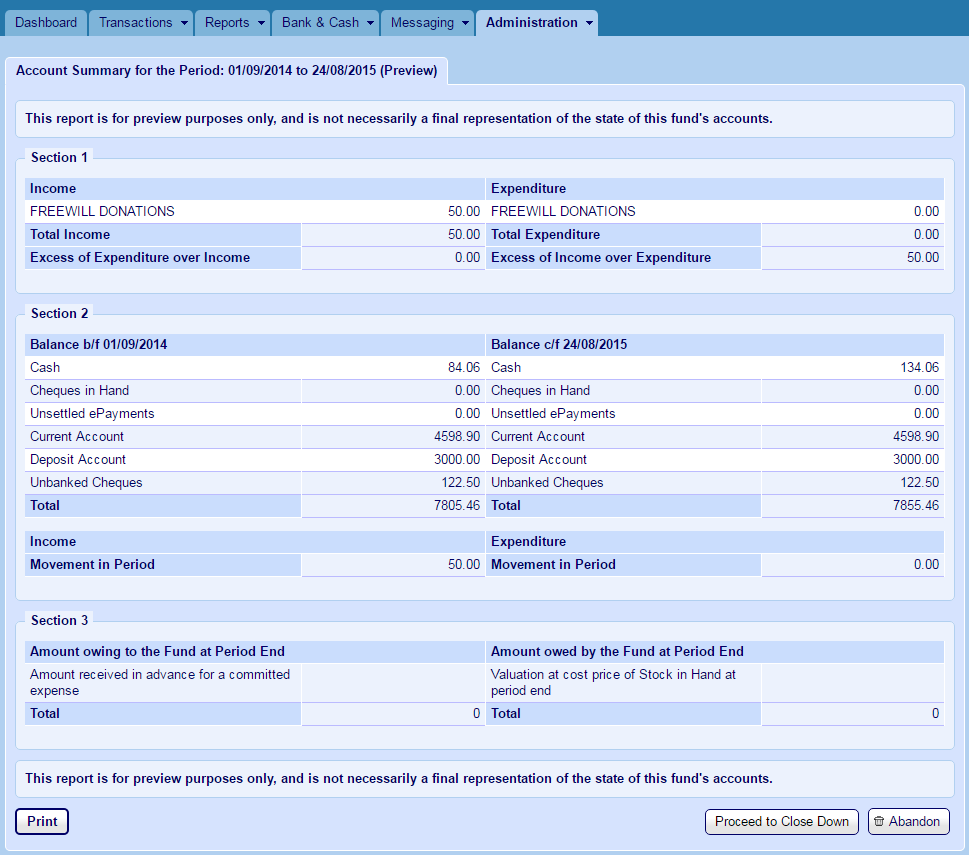 Dashboard Transactions Reports Bank & Cash Messaging Administration
Account Summary for the Period: 01/09/2014 to 24/08/2015 (Preview)
This report is for preview purposes only, and is not necessarily a final representation of the state of this fund's accounts.
Section 1
Income Expenditure
FREEWILL DONATIONS 50.00 FREEWILL DONATIONS 0.00
Total Income 50.00 Total Expenditure 0.00
Excess of Expenditure over Income 0.00 Excess of Income over Expenditure 50.00
Section 2
Balance b/f 01/09/2014 Balance c/f 24/08/2015
Cash 84.06 Cash 134.06
Cheques in Hand 0.00 Cheques in Hand 0.00
Unsettled ePayments 0.00 Unsettled ePayments 0.00
Current Account 4598.90 Current Account 4598.90
Deposit Account 3000.00 Deposit Account 3000.00
Unbanked Cheques 122.50 Unbanked Cheques 122.50
Total 7805.46 Total 7855.46
Income Expenditure
Movement in Period 50.00 Movement in Period 0.00
Section 3
Amount owing to the Fund at Period End Amount owed by the Fund at Period End
Amount received in advance for a committed Valuation at cost price of Stock in Hand at
expense period end
Total 0 Total 0
This report is for preview purposes only, and is not necessarily a final representation of the state of this fund's accounts.
Print Proceed to Close Down Abandon